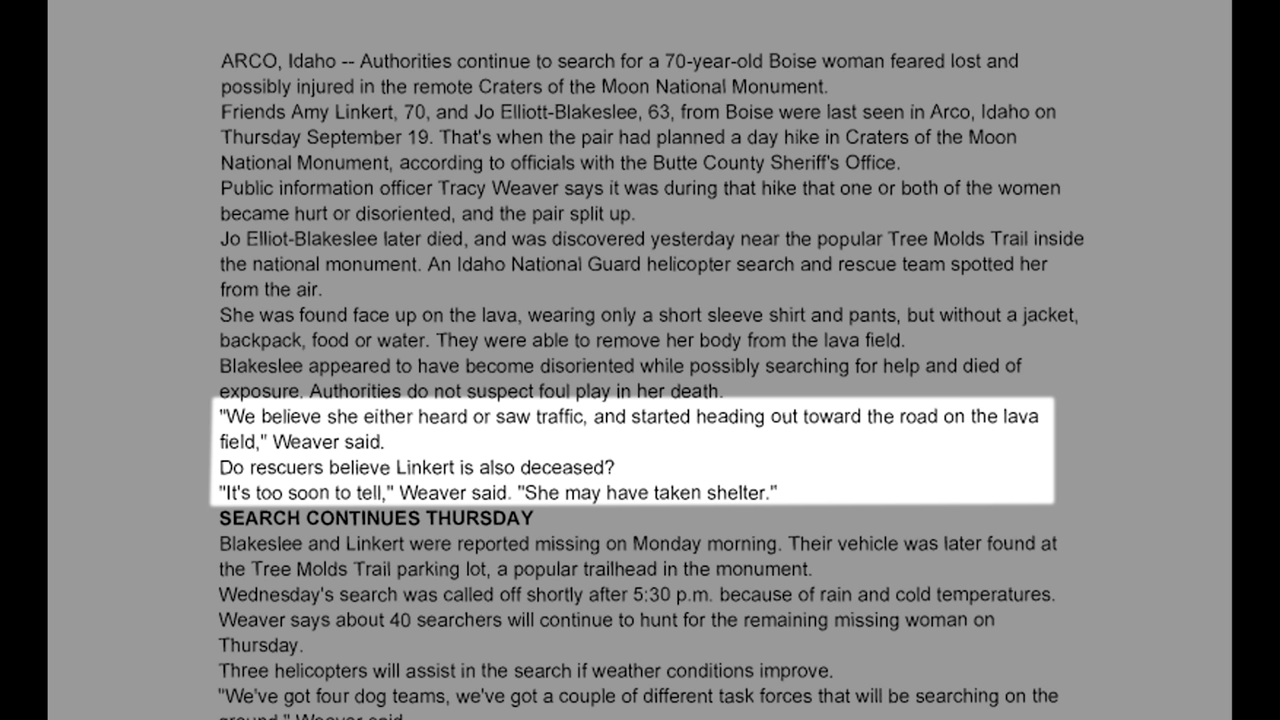 ARCO, Idaho -- Authorities continue to search for a 70-year-old Boise woman feared lost and
possibly injured in the remote Craters of the Moon National Monument.
Friends Amy Linkert, 70, and Jo Elliott-Blakeslee, 63, from Boise were last seen in Arco, Idaho on
Thursday September 19. That's when the pair had planned a day hike in Craters of the Moon
National Monument, according to officials with the Butte County Sheriff's Office.
Public information officer Tracy Weaver says it was during that hike that one or both of the women
became hurt or disoriented, and the pair split up.
Jo Elliot-Blakeslee later died, and was discovered yesterday near the popular Tree Molds Trail inside
the national monument. An Idaho National Guard helicopter search and rescue team spotted her
from the air.
She was found face up on the lava, wearing only a short sleeve shirt and pants, but without a jacket,
backpack, food or water. They were able to remove her body from the lava field.
Blakeslee appeared to have become disoriented while possibly searching for help and died of
exposure. Authorities do not suspect foul play in her death.
"We believe she either heard or saw traffic, and started heading out toward the road on the lava
field," Weaver said.
Do rescuers believe Linkert is also deceased?
"It's too soon to tell," Weaver said. "She may have taken shelter."
SEARCH CONTINUES THURSDAY
Blakeslee and Linkert were reported missing on Monday morning. Their vehicle was later found at
the Tree Molds Trail parking lot, a popular trailhead in the monument.
Wednesday's search was called off shortly after 5:30 p.m. because of rain and cold temperatures.
Weaver says about 40 searchers will continue to hunt for the remaining missing woman on
Thursday.
Three helicopters will assist in the search if weather conditions improve.
"We've got four dog teams, we've got a couple of different task forces that will be searching on the
ground," Weaver said.